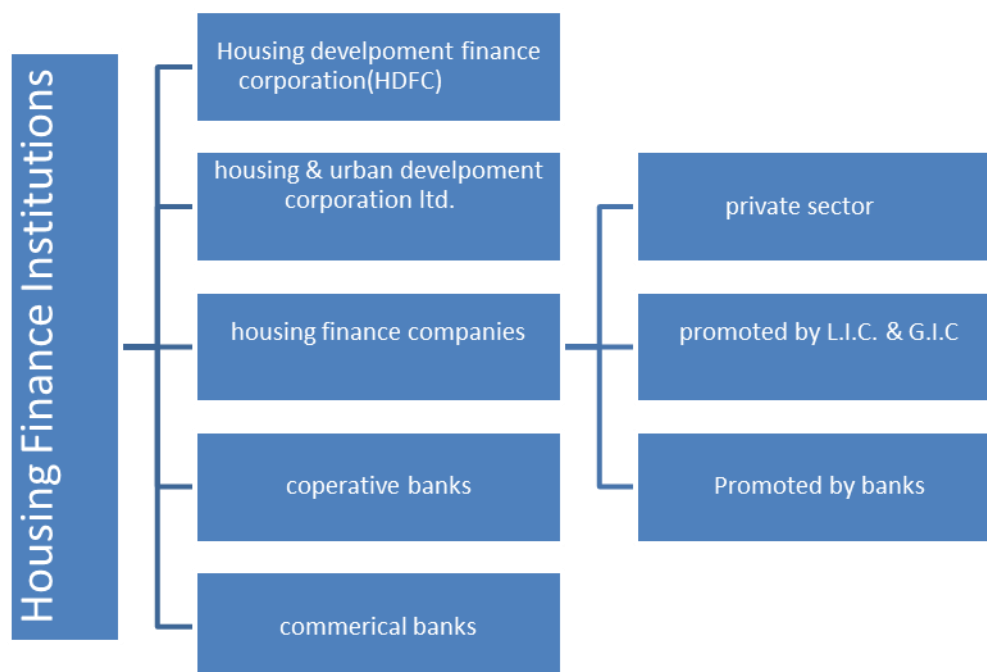 Housing Finance Institutions
Housing develpoment finance
corporation(HDFC)
housing & urban develpoment
corporation ltd.
housing finance companies
coperative banks
commerical banks
private sector
promoted by L.I.C. & G.I.C
Promoted by banks